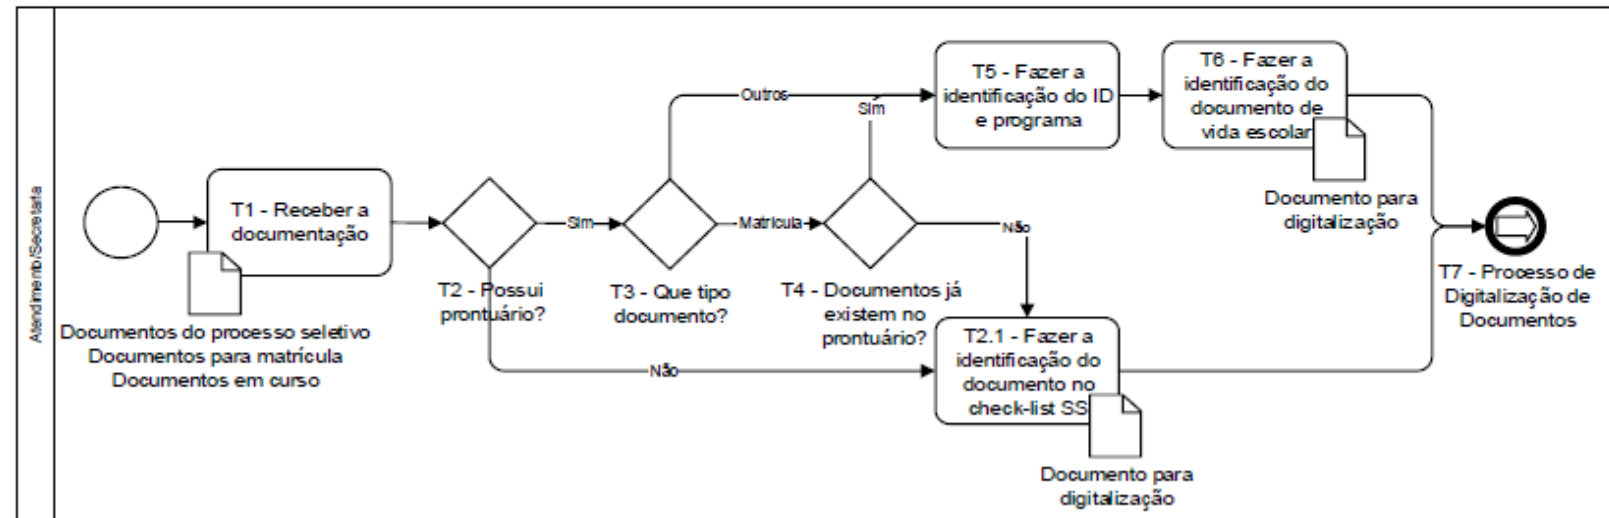 Atendimento/Secretaria
T1 - Receber a
documentação
Documentos do processo seletivo
Documentos para matrícula
Documentos em curso
T2 - Possui
prontuário?
Sim
Não
T3 - Que tipo
documento?
Outros
Matrícula
T4 - Documentos já
existem no
prontuário?
Sim
Não
T5 - Fazer a
identificação do ID
e programa
T6 - Fazer a
identificação do
documento de
vida escolar
Documento para
digitalização
T2.1 - Fazer a
identificação do
documento no
check-list SS
Documento para
digitalização
T7 - Processo de
Digitalização de
Documentos